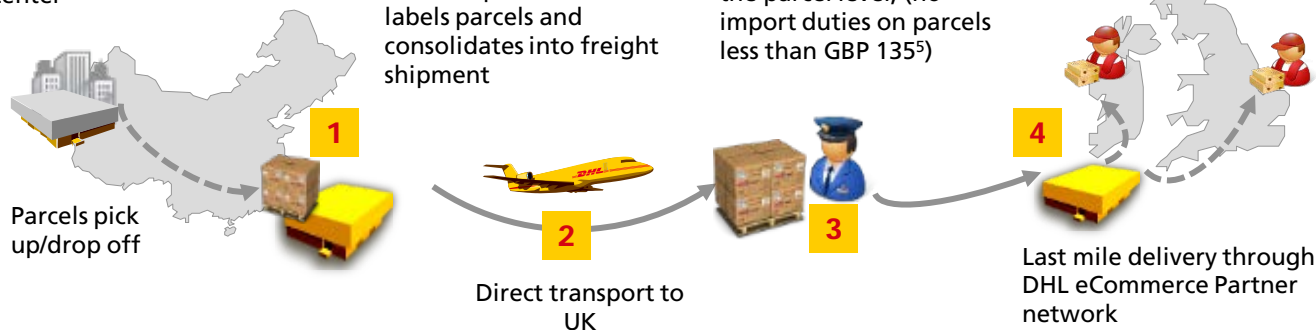 labels parcels and
consolidates into freight
shipment
import duties on parcels
less than GBP 135⁵)
1
DHL
2
3
4
Parcels pick
up/drop off
Direct transport to
UK
Last mile delivery through
DHL eCommerce Partner
network